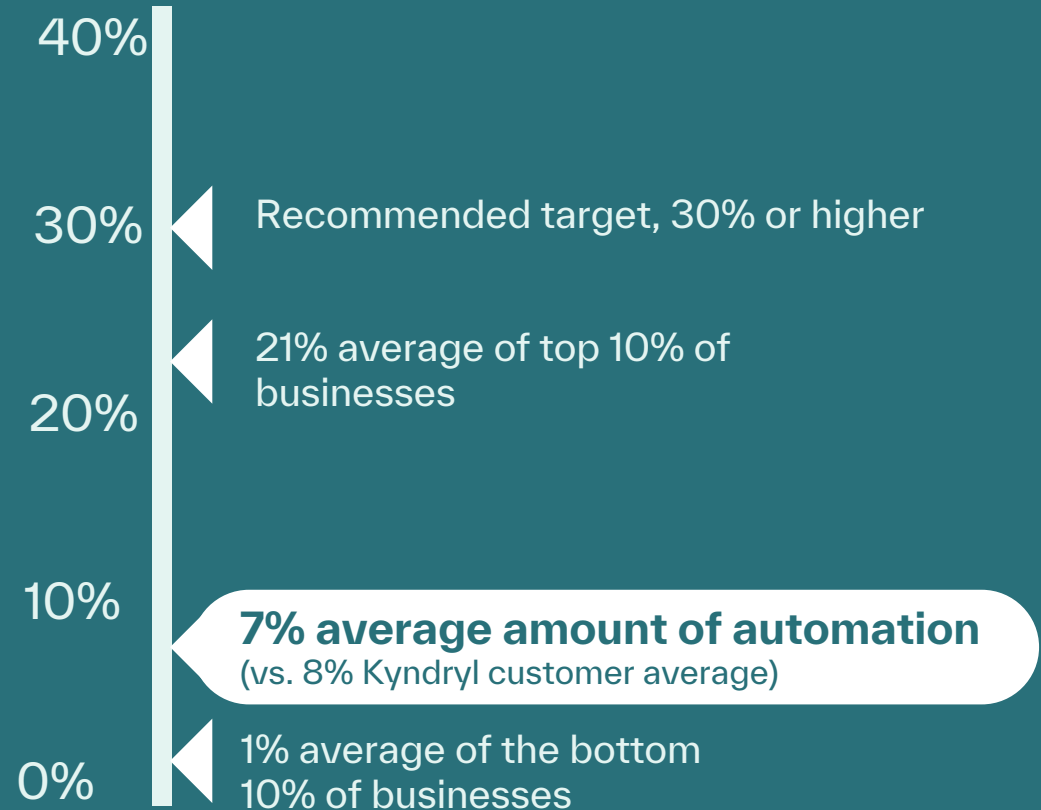 40%
30%
Recommended target, 30% or higher
21% average of top 10% of
businesses
20%
10%
7% average amount of automation
(vs. 8% Kyndryl customer average)
1% average of the bottom
10% of businesses
0%